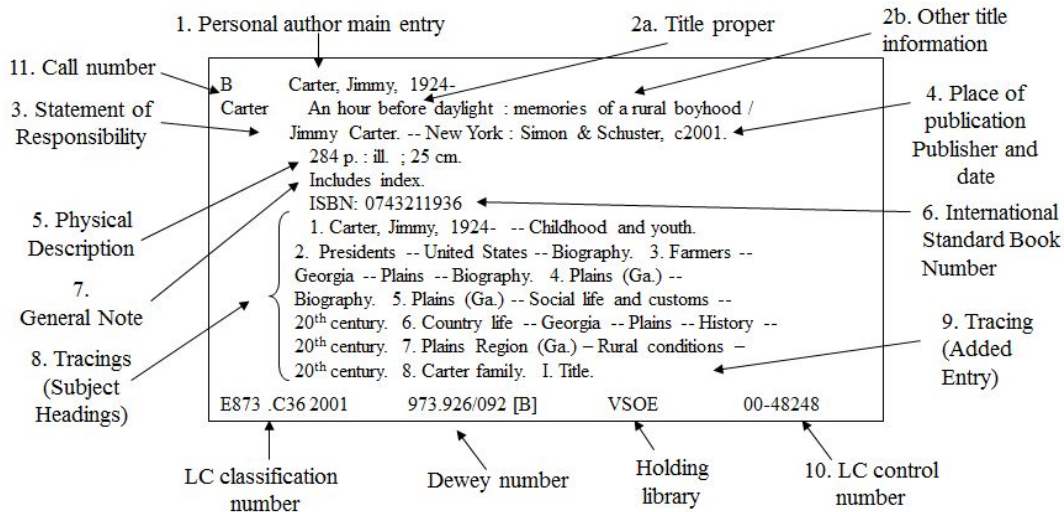 1. Personal author main entry
2a. Title proper
2b. Other title
information
11. Call number
3. Statement of
Responsibility
B Carter, Jimmy, 1924-
Carter An hour before daylight : memories of a rural boyhood /
Jimmy Carter. -- New York : Simon & Schuster, c2001.
284 p. : ill. ; 25 cm.
Includes index.
ISBN: 0743211936
1. Carter, Jimmy, 1924- -- Childhood and youth.
2. Presidents -- United States -- Biography. 3. Farmers --
Georgia -- Plains -- Biography. 4. Plains (Ga.) --
Biography. 5. Plains (Ga.) -- Social life and customs --
20th century. 6. Country life -- Georgia -- Plains -- History --
20th century. 7. Plains Region (Ga.) – Rural conditions –
20th century. 8. Carter family. I. Title.
E873 .C36 2001 973.926/092 [B] VSOE 00-48248
4. Place of
publication
Publisher and
date
5. Physical
Description
6. International
Standard Book
Number
7.
General Note
8. Tracings
(Subject
Headings)
9. Tracing
(Added
Entry)
LC classification
number
Dewey number
Holding
library
10. LC control
number